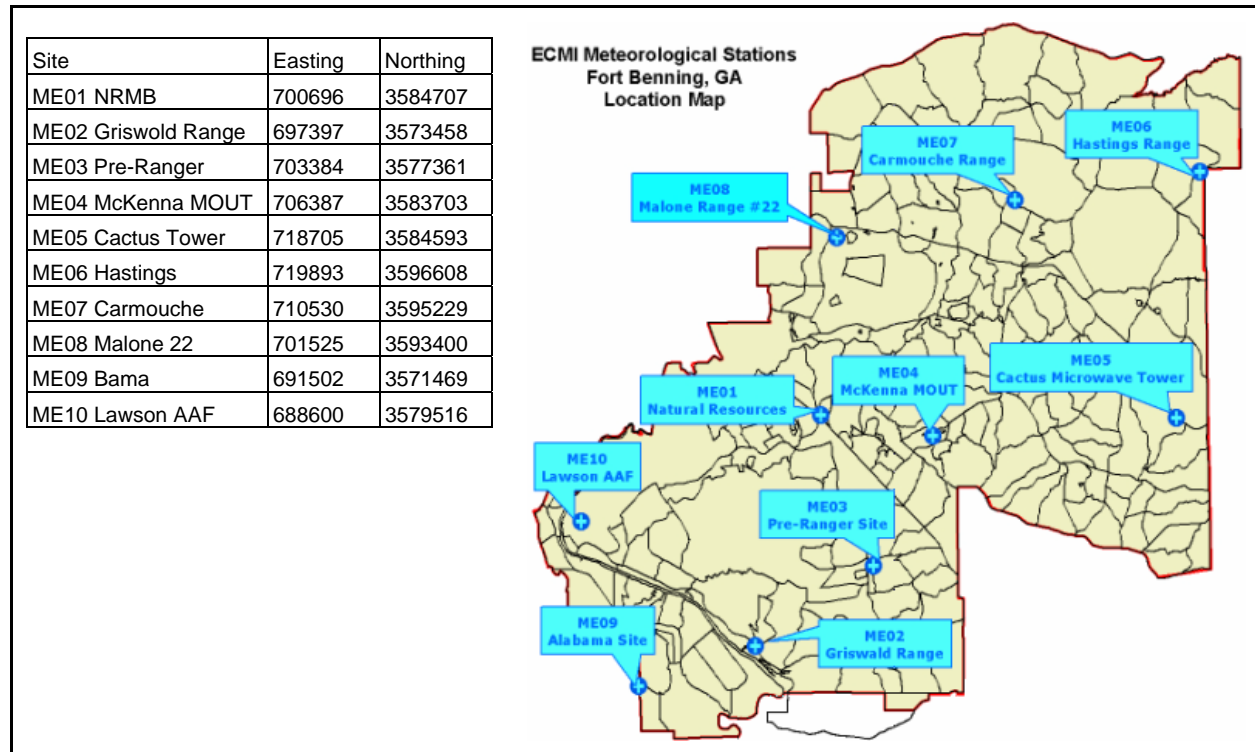 Site Easting Northing
ME01 NRMB 700696 3584707
ME02 Griswold Range 697397 3573458
ME03 Pre-Ranger 703384 3577361
ME04 McKenna MOUT 706387 3583703
ME05 Cactus Tower 718705 3584593
ME06 Hastings 719893 3596608
ME07 Carmouche 710530 3595229
ME08 Malone 22 701525 3593400
ME09 Bama 691502 3571469
ME10 Lawson AAF 688600 3579516
ECMI Meteorological Stations
Fort Benning, GA
Location Map
ME06
Hastings Range
ME07
Carmouche Range
ME08
Malone Range #22
ME05
Cactus Microwave Tower
ME04
McKenna MOUT
ME01
Natural Resources
ME10
Lawson AAF
ME03
Pre-Ranger Site
ME09
Alabama Site
ME02
Griswald Range